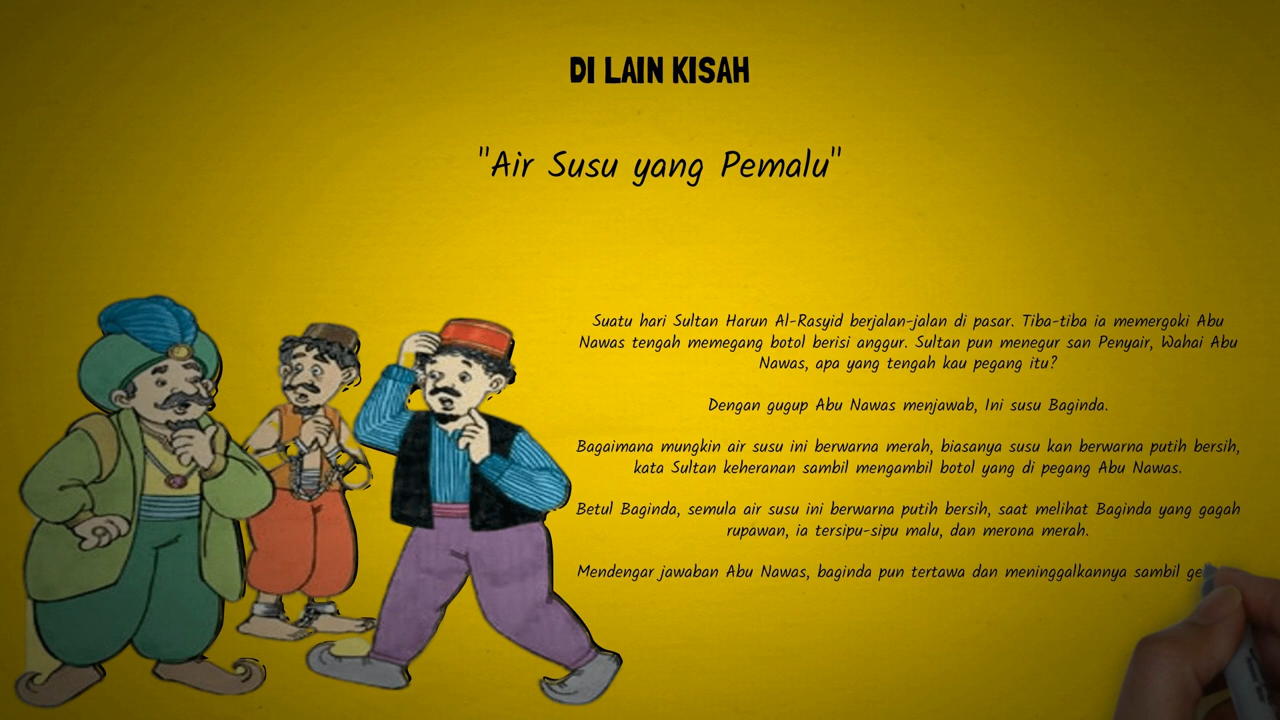 DI LAIN KISAH
"Air Susu yang Pemalu"
Suatu hari Sultan Harun Al-Rasyid berjalan-jalan di pasar. Tiba-tiba ia memergoki Abu
Nawas tengah memegang botol berisi anggur. Sultan pun menegur san Penyair, Wahai Abu
Nawas, apa yang tengah kau pegang itu?
Dengan gugup Abu Nawas menjawab, Ini susu Baginda.
Bagaimana mungkin air susu ini berwarna merah, biasanya susu kan berwarna putih bersih,
kata Sultan keheranan sambil mengambil botol yang di pegang Abu Nawas.
Betul Baginda, semula air susu ini berwarna putih bersih, saat melihat Baginda yang gagah
rupawan, ia tersipu-sipu malu, dan merona merah.
Mendengar jawaban Abu Nawas, baginda pun tertawa dan meninggalkannya sambil